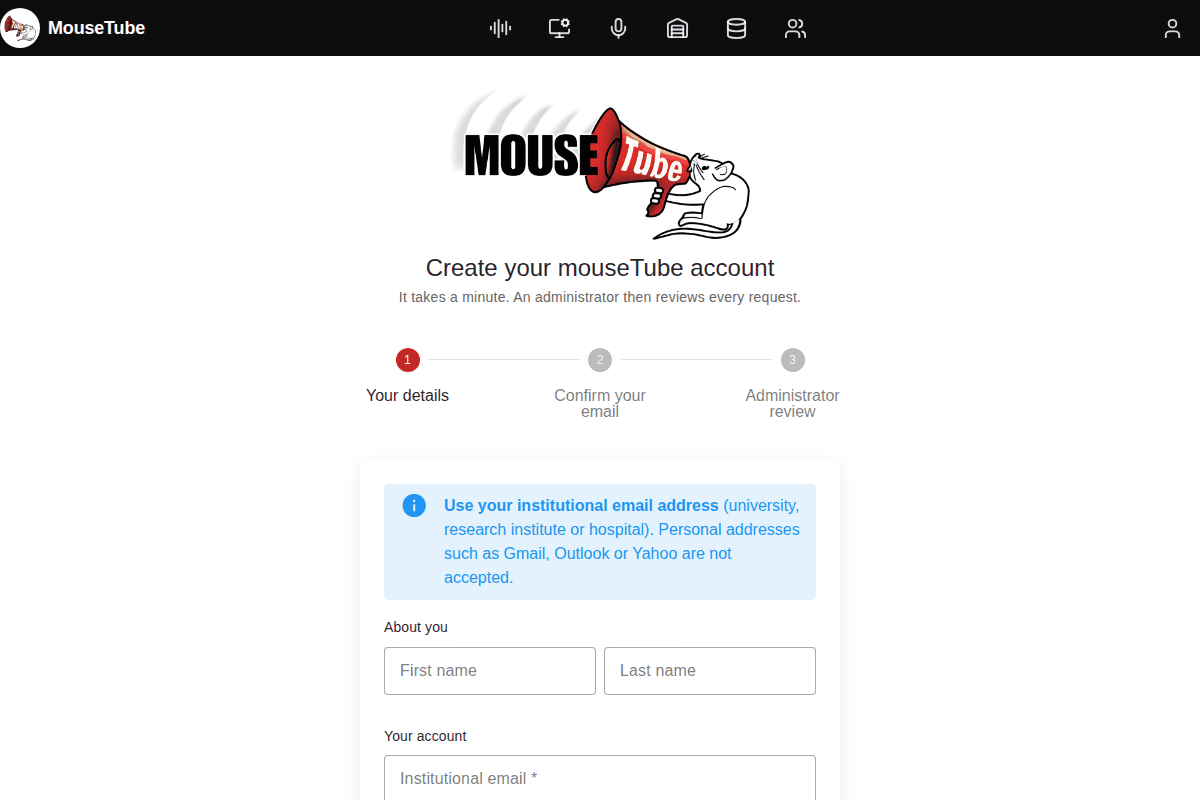 MouseTube
MOUSE Tube
Create your mouseTube account
It takes a minute. An administrator then reviews every request.
1
2
3
Your details
Confirm your
email
Administrator
review
Use your institutional email address (university,
research institute or hospital). Personal addresses
such as Gmail, Outlook or Yahoo are not
accepted.
About you
First name
Last name
Your account
Institutional email *